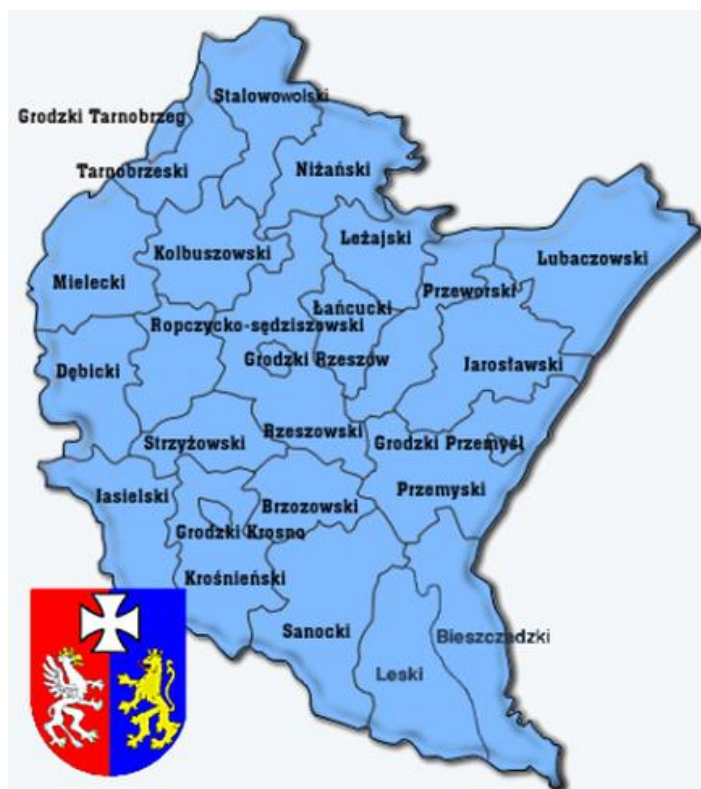 Stalowowolski
Grodzki Tarnobrzeg
Tarnobrzeski
Niżański
Leżajski
Kolbuszowski
Lubaczowski
Mielecki
Przeworski
Łańcucki
Ropczycko-sędziszowski
Grodzki Rzeszów
Jarosławski
Dębicki
Rzeszowski
Strzyżowski
Grodzki Przemyśl
Przemyski
Jasielski
Brzozowski
Grodzki Krosno
Krośnieński
Sanocki
Bieszczadzki
Leski